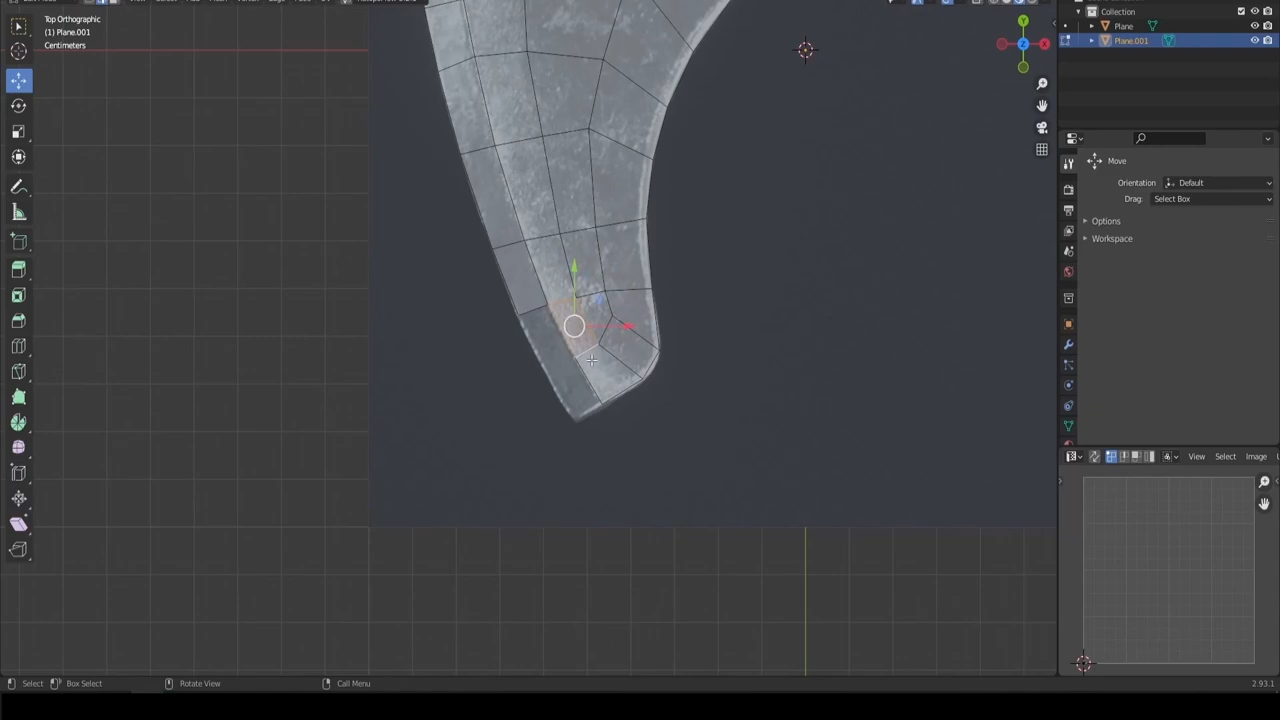 Top Orthographic
(1) Plane.001
Centimeters
Collection
Plane
Plane.001
Move
Orientation
Default
Drag:
Select Box
Options
Workspace
View
Select
Image
Select
Box Select
Rotate View
Call Menu
2.93.1